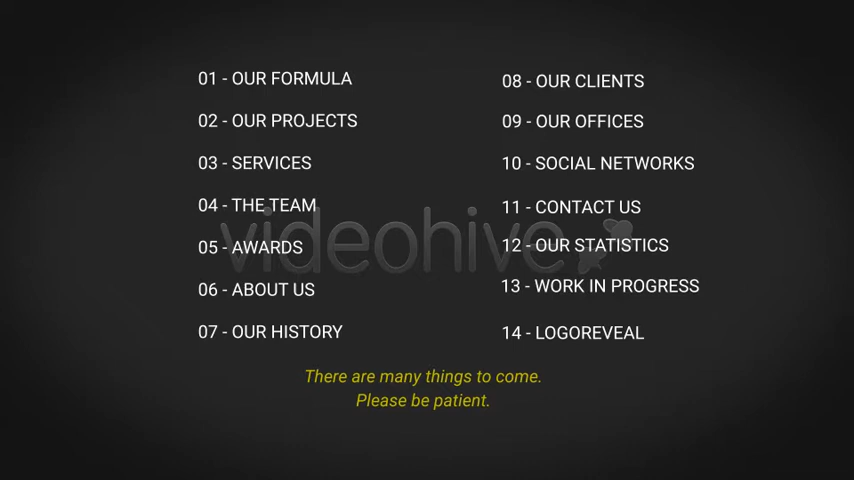 01 - OUR FORMULA
02 - OUR PROJECTS
03 - SERVICES
04 - THE TEAM
05 - AWARDS
06 - ABOUT US
07 - OUR HISTORY
08 - OUR CLIENTS
09 - OUR OFFICES
10 - SOCIAL NETWORKS
11 - CONTACT US
12 - OUR STATISTICS
13 - WORK IN PROGRESS
14 - LOGOREVEAL
videohive
There are many things to come.
Please be patient.